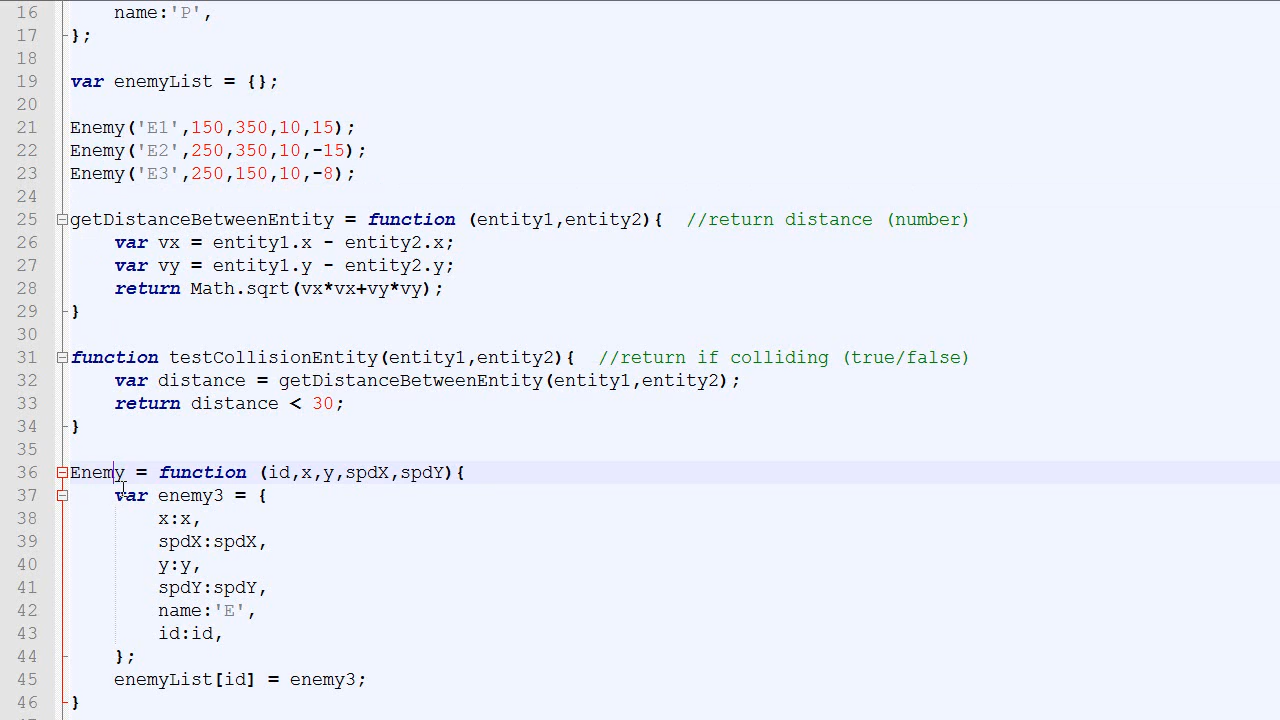 16 name:'P',
17 };
18
19 var enemyList = {};
20
21 Enemy('E1',150,350,10,15);
22 Enemy('E2',250,350,10,-15);
23 Enemy('E3',250,150,10,-8);
24
25 getDistanceBetweenEntity = function (entity1,entity2){ //return distance (number)
26 var vx = entity1.x - entity2.x;
27 var vy = entity1.y - entity2.y;
28 return Math.sqrt(vx*vx+vy*vy);
29 }
30
31 function testCollisionEntity(entity1,entity2){ //return if colliding (true/false)
32 var distance = getDistanceBetweenEntity(entity1,entity2);
33 return distance < 30;
34 }
35
36 Enemy = function (id,x,y,spdX,spdY){
37 var enemy3 = {
38 x:x,
39 spdX:spdX,
40 y:y,
41 spdY:spdY,
42 name:'E',
43 id:id,
44 };
45 enemyList[id] = enemy3;
46 }